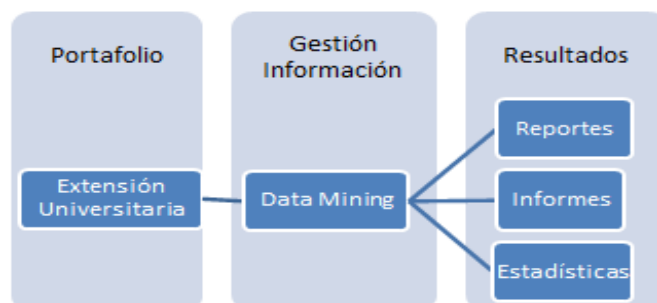 Portafolio
Gestión
Información
Resultados
Extensión
Universitaria
Data Mining
Reportes
Informes
Estadísticas